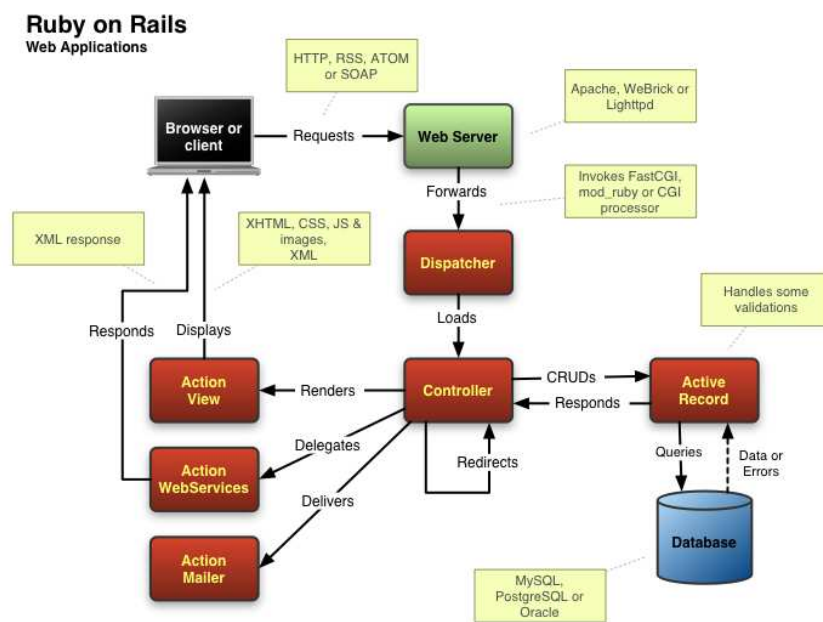 Ruby on Rails
Web Applications
HTTP, RSS, ATOM
or SOAP
Apache, WeBrick or
Lighttpd
Browser or
client
Requests
Web Server
Invokes FastCGI,
mod_ruby or CGI
processor
Forwards
XML response
XHTML, CSS, JS &
images,
XML
Dispatcher
Handles some
validations
Responds
Displays
Loads
Action
View
Renders
Controller
CRUDs
Responds
Active
Record
Delegates
Redirects
Queries
Data or
Errors
Action
WebServices
Delivers
Action
Mailer
Database
MySQL,
PostgreSQL or
Oracle